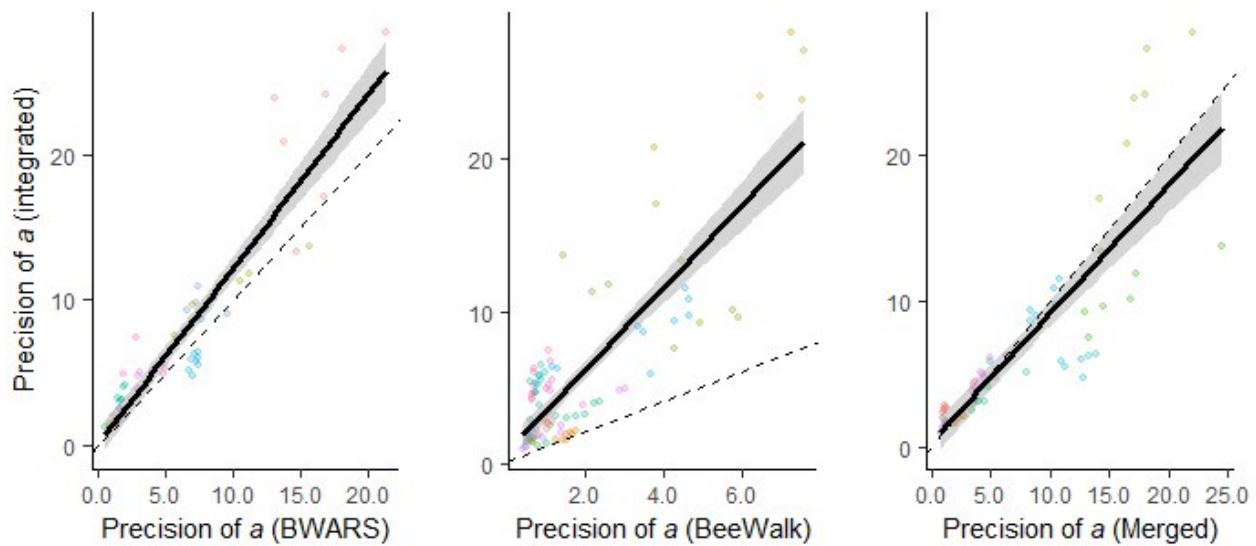 Precision of a (integrated)
20
10
0
0.0 5.0 10.0 15.0 20.0
Precision of a (BWARS)
20
10
0
2.0 4.0 6.0
Precision of a (BeeWalk)
20
10
0
0.0 5.0 10.0 15.0 20.0 25.0
Precision of a (Merged)